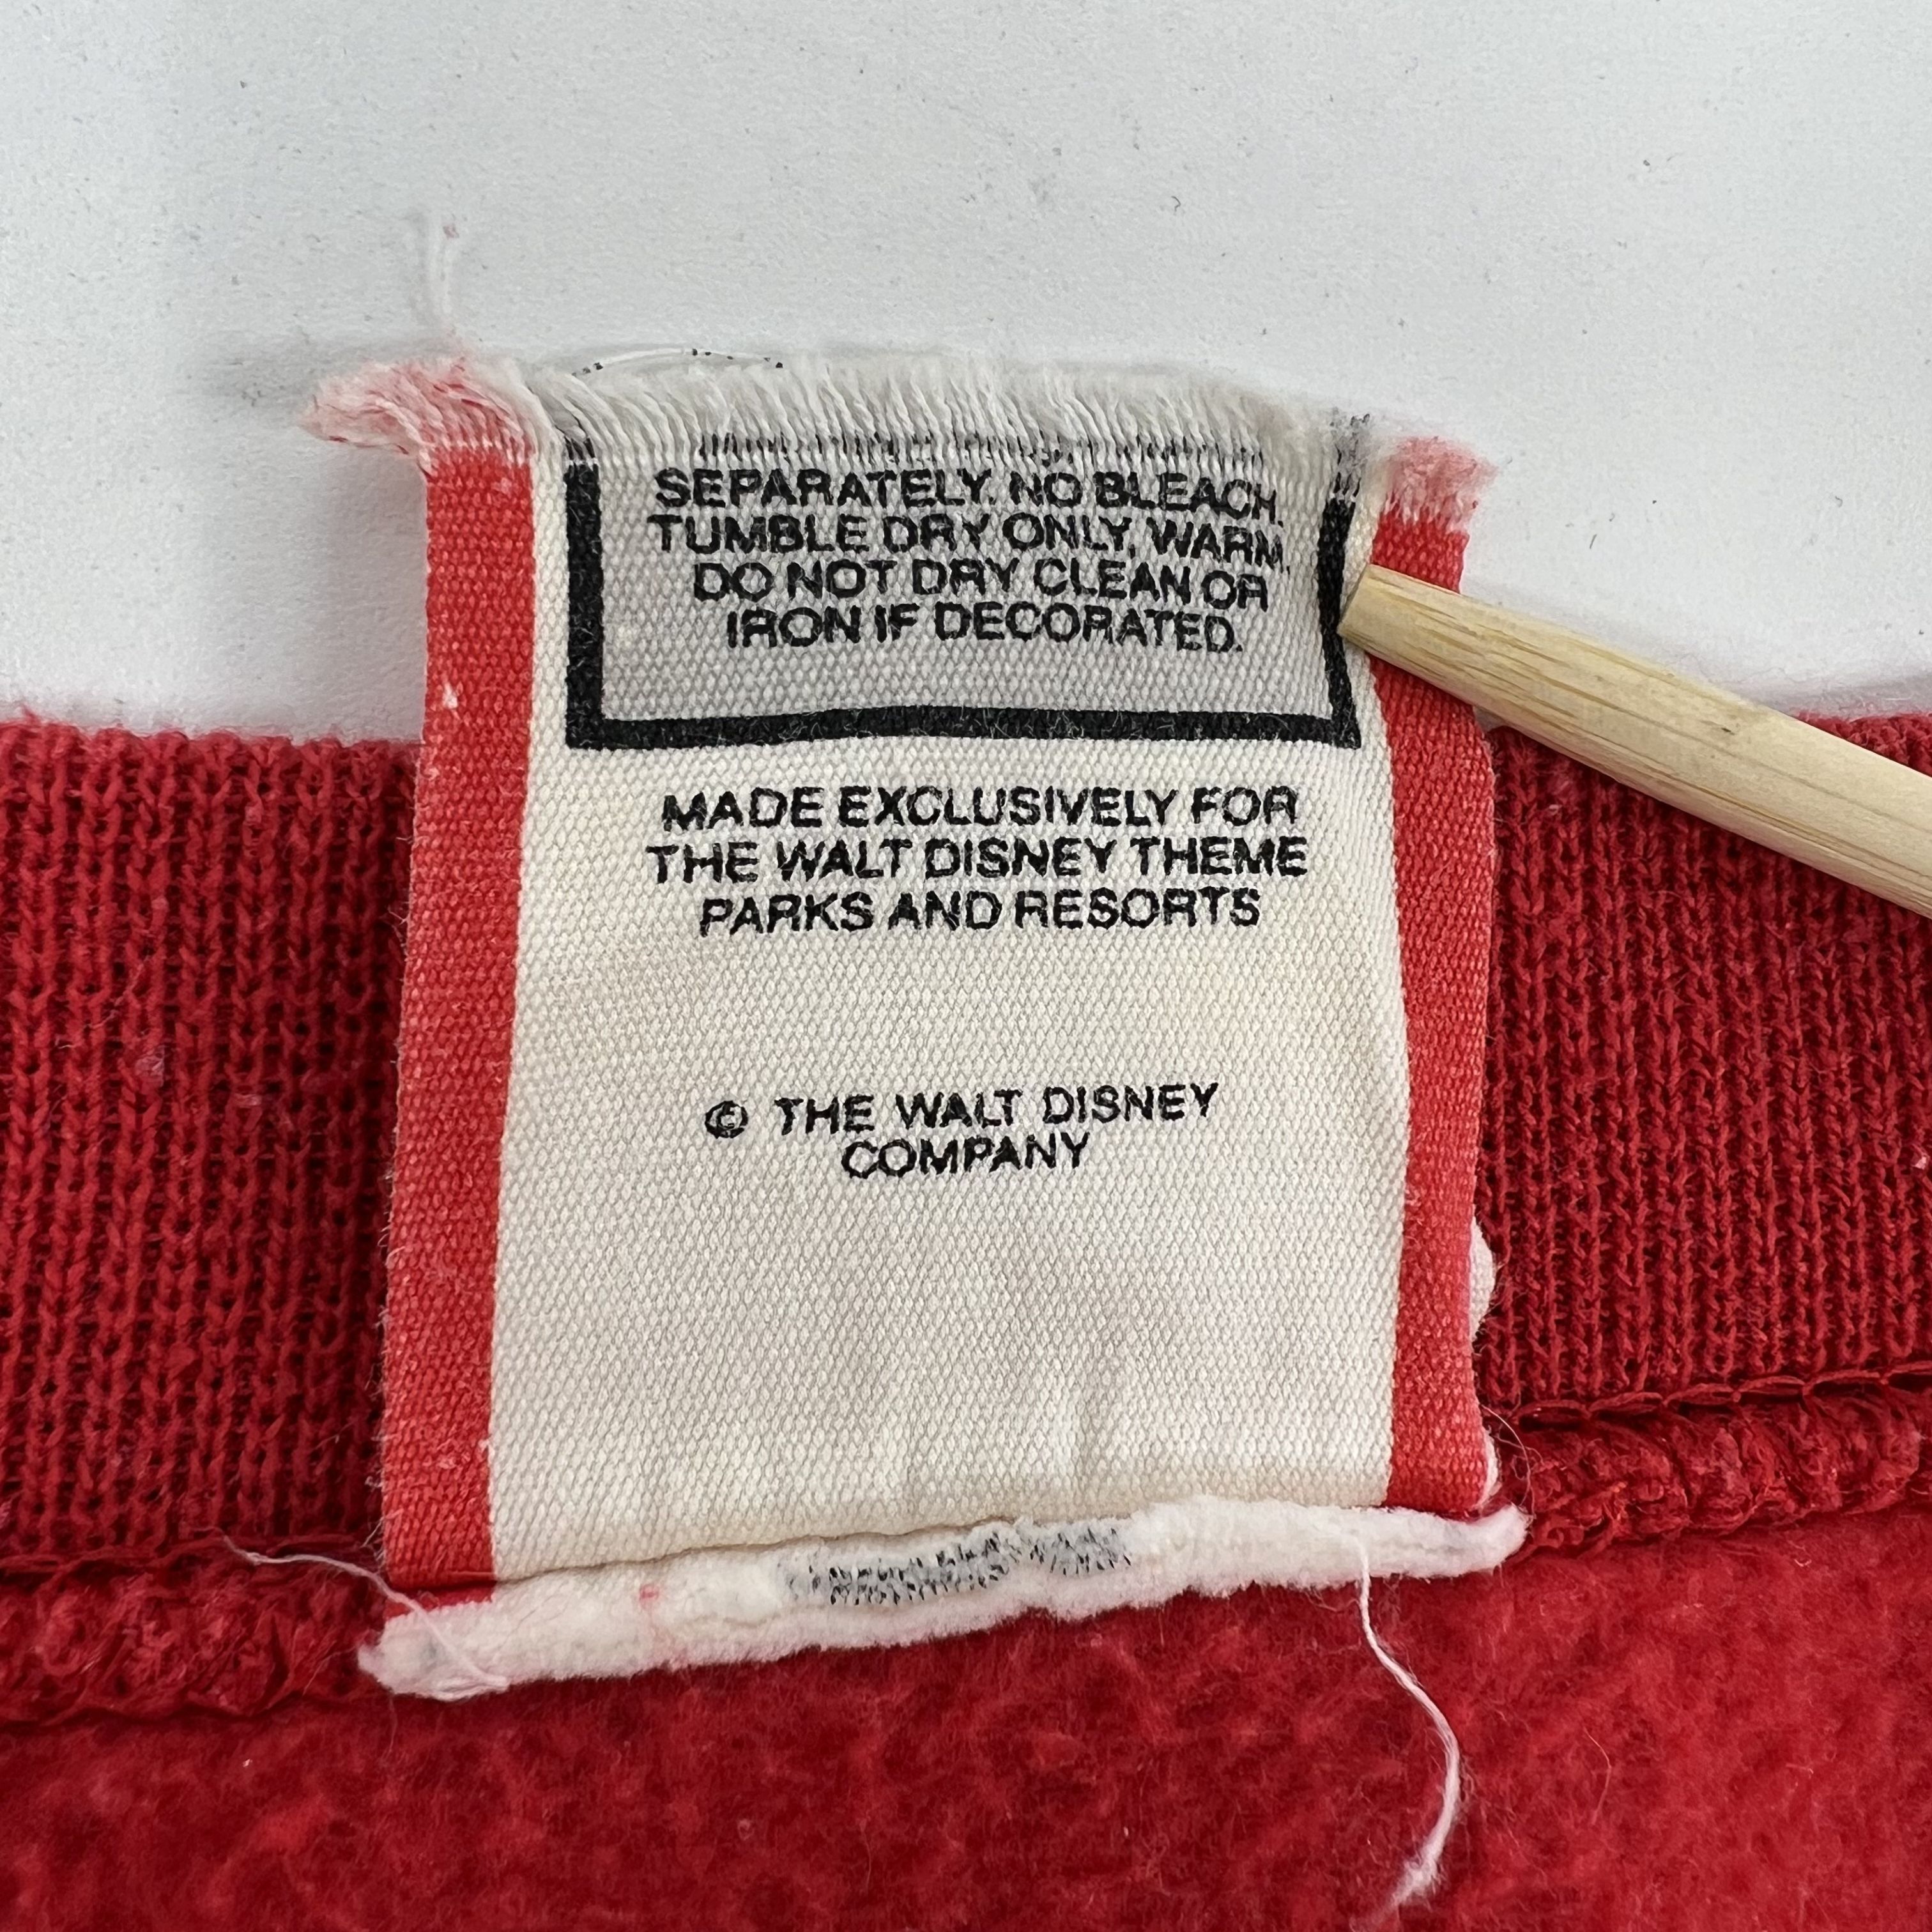 SEPARATELY. NO BLEACH.
TUMBLE DRY ONLY, WARM.
DO NOT DRY CLEAN OR
IRON IF DECORATED.
MADE EXCLUSIVELY FOR
THE WALT DISNEY THEME
PARKS AND RESORTS
© THE WALT DISNEY
COMPANY